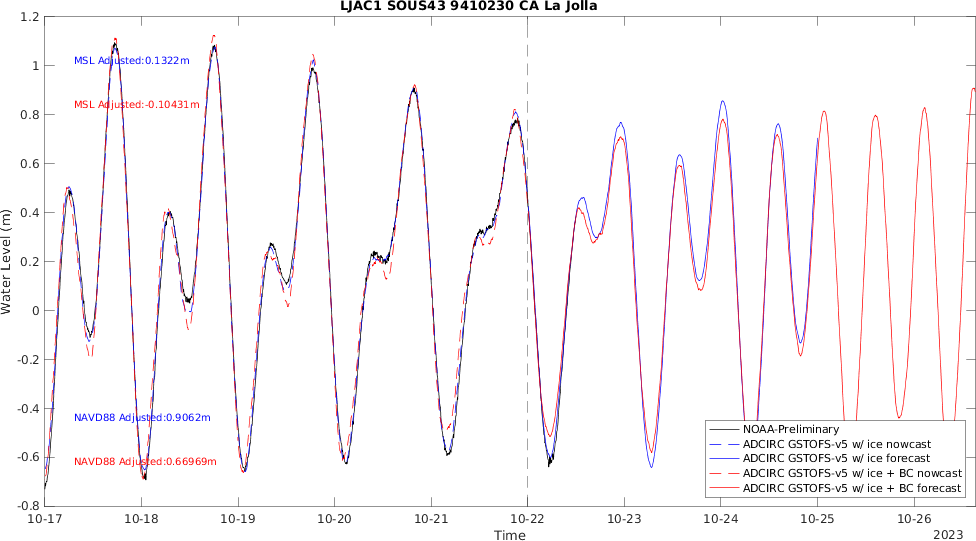 LJAC1 SOUS43 9410230 CA La Jolla
1.2
1
0.8
0.6
0.4
0.2
0
-0.2
-0.4
-0.6
-0.8
Water Level (m)
MSL Adjusted:0.1322m
MSL Adjusted:-0.10431m
NAVD88 Adjusted:0.9062m
NAVD88 Adjusted:0.66969m
NOAA-Preliminary
ADCIRC GSTOFS-v5 w/ ice nowcast
ADCIRC GSTOFS-v5 w/ ice forecast
ADCIRC GSTOFS-v5 w/ ice + BC nowcast
ADCIRC GSTOFS-v5 w/ ice + BC forecast
10-17 10-18 10-19 10-20 10-21 10-22 10-23 10-24 10-25 10-26
Time
2023